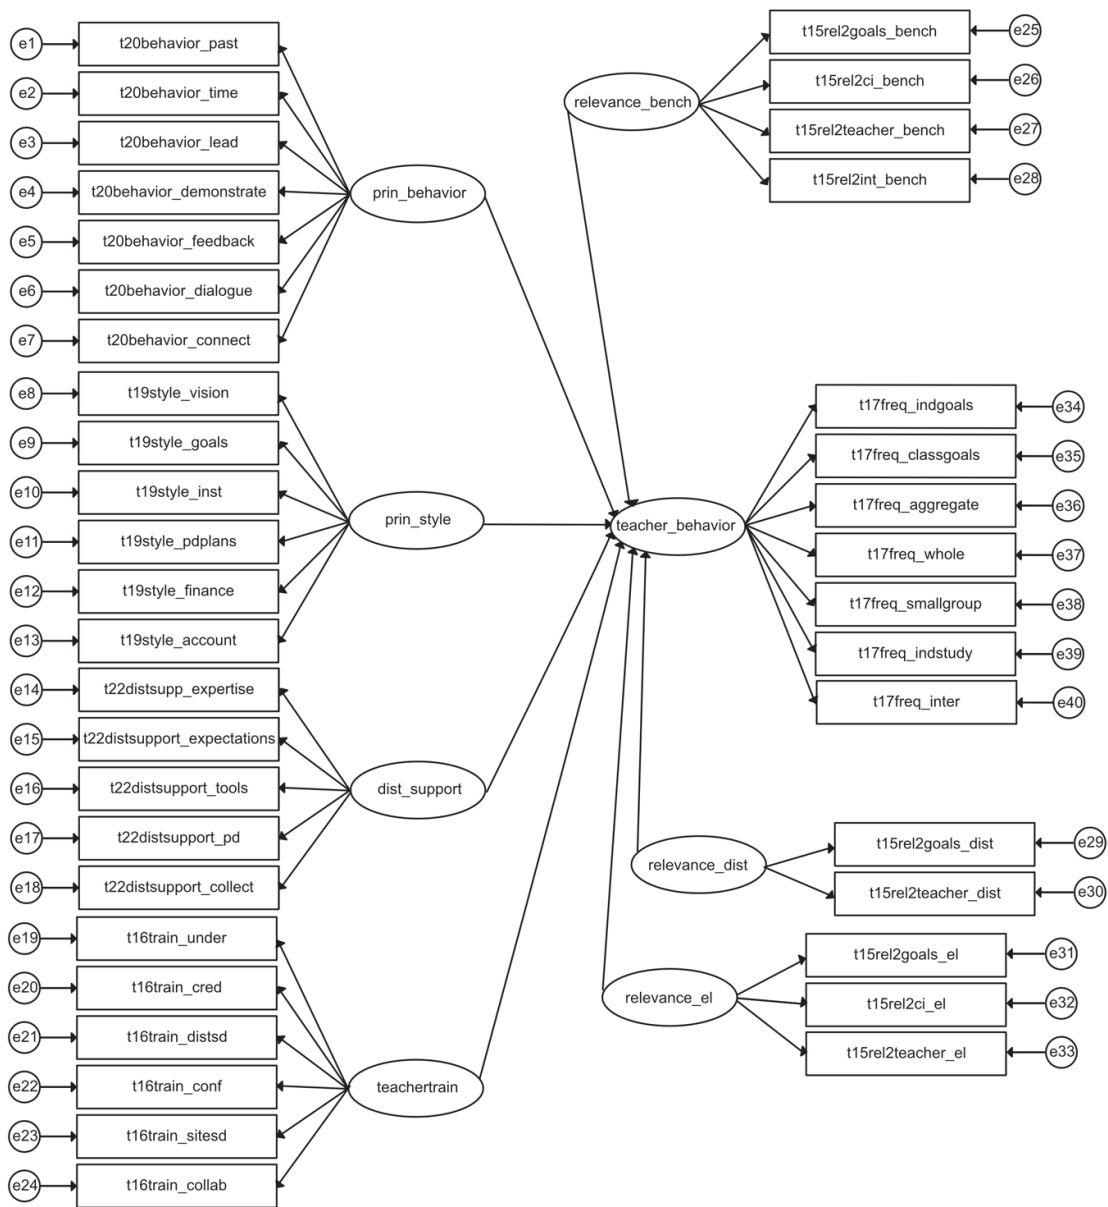 e1
t20behavior_past
e2
t20behavior_time
e3
t20behavior_lead
e4
t20behavior_demonstrate
e5
t20behavior_feedback
e6
t20behavior_dialogue
e7
t20behavior_connect
prin_behavior
e8
t19style_vision
e9
t19style_goals
e10
t19style_inst
e11
t19style_pdplans
e12
t19style_finance
e13
t19style_account
prin_style
e14
t22distsupp_expertise
e15
t22distsupport_expectations
e16
t22distsupport_tools
e17
t22distsupport_pd
e18
t22distsupport_collect
dist_support
e19
t16train_under
e20
t16train_cred
e21
t16train_distsd
e22
t16train_conf
e23
t16train_sitesd
e24
t16train_collab
teachertrain
relevance_bench
t15rel2goals_bench
e25
t15rel2ci_bench
e26
t15rel2teacher_bench
e27
t15rel2int_bench
e28
teacher_behavior
t17freq_indgoals
e34
t17freq_classgoals
e35
t17freq_aggregate
e36
t17freq_whole
e37
t17freq_smallgroup
e38
t17freq_indstudy
e39
t17freq_inter
e40
relevance_dist
t15rel2goals_dist
e29
t15rel2teacher_dist
e30
relevance_el
t15rel2goals_el
e31
t15rel2ci_el
e32
t15rel2teacher_el
e33